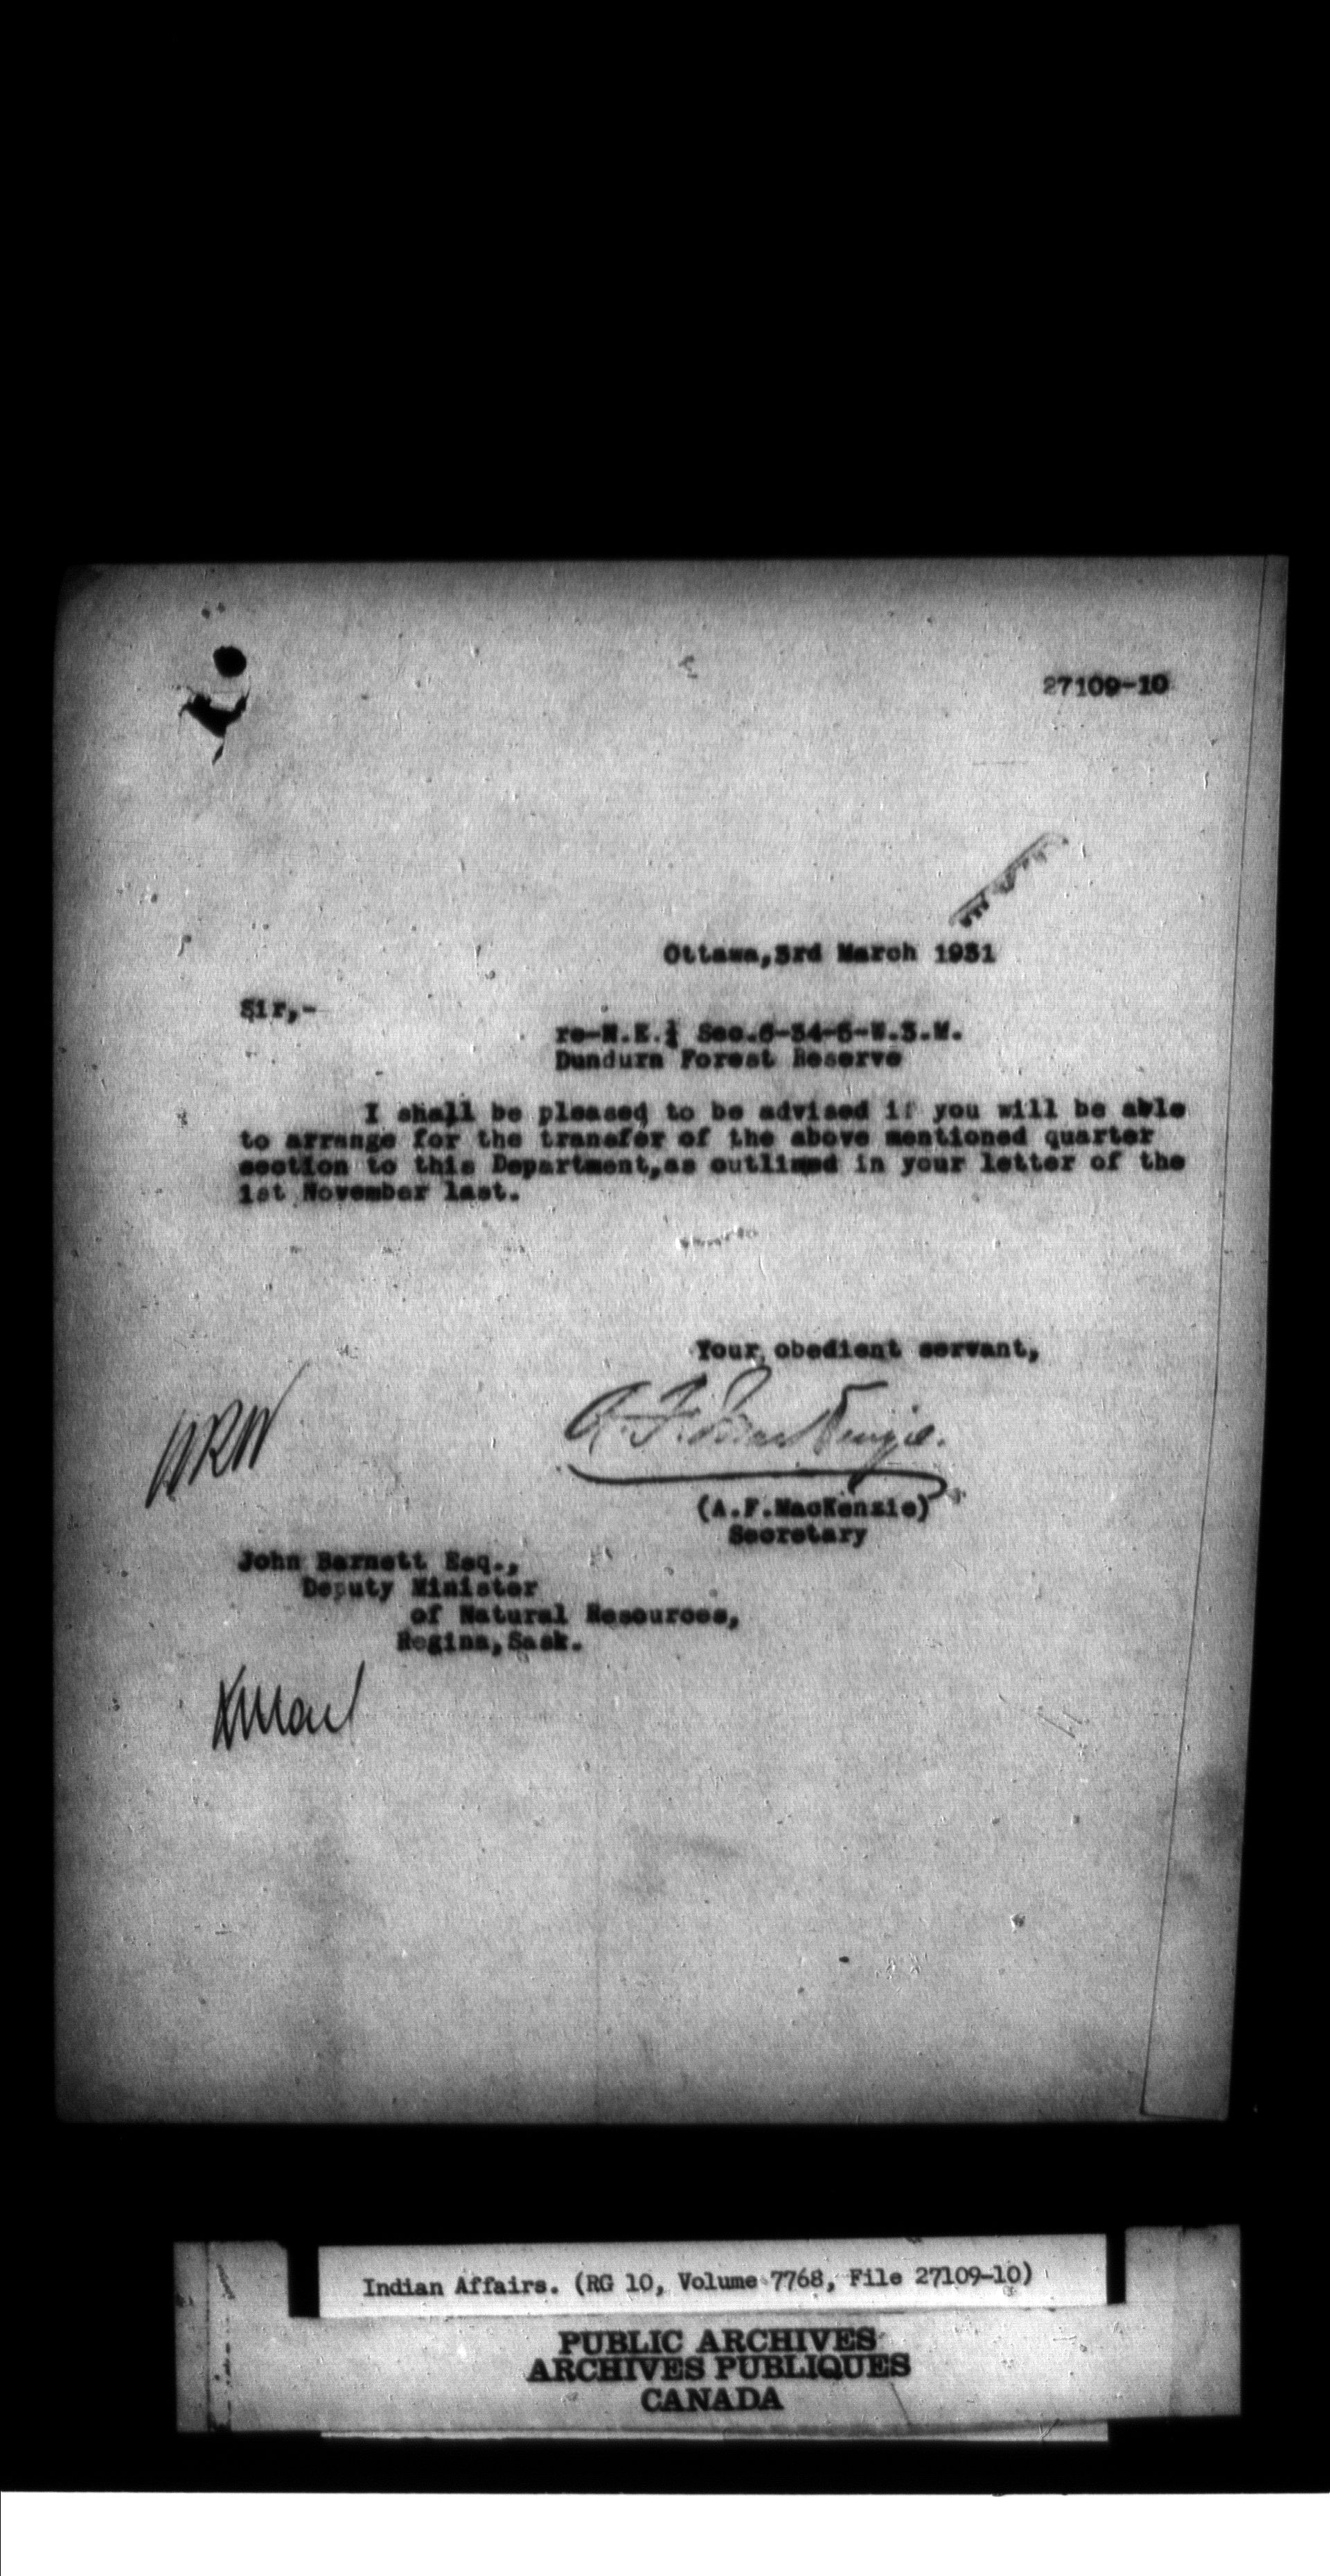 27109-10
Ottawa,3rd March 1931
Sir,-
re-N.E.¼ Sec.6-34-5-W.3.M.
Dundurn Forest Reserve
I shall be pleased to be advised if you will be able
to arrange for the transfer of the above mentioned quarter
section to this Department,as outlined in your letter of the
1st November last.
Your obedient servant,
A. F. MacKenzie.
(A.F.MacKenzie)
Secretary
John Barnett Esq.,
Deputy Minister
of Natural Resources,
Regina,Sask.
Indian Affairs. (RG 10, Volume 7768, File 27109-10)
PUBLIC ARCHIVES
ARCHIVES PUBLIQUES
CANADA